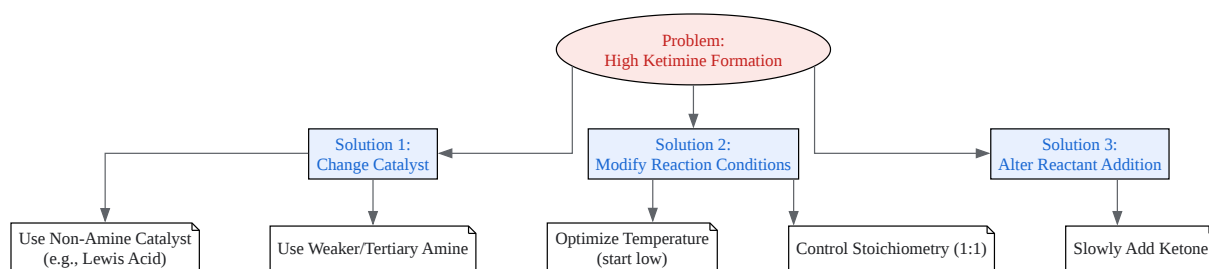 Problem:
High Ketimine Formation
Solution 1:
Change Catalyst
Solution 2:
Modify Reaction Conditions
Solution 3:
Alter Reactant Addition
Use Non-Amine Catalyst
(e.g., Lewis Acid)
Use Weaker/Tertiary Amine
Optimize Temperature
(start low)
Control Stoichiometry (1:1)
Slowly Add Ketone